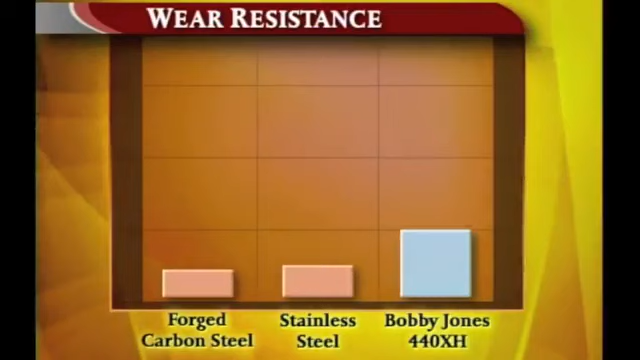 WEAR RESISTANCE
Forged
Carbon Steel
Stainless
Steel
Bobby Jones
440XH